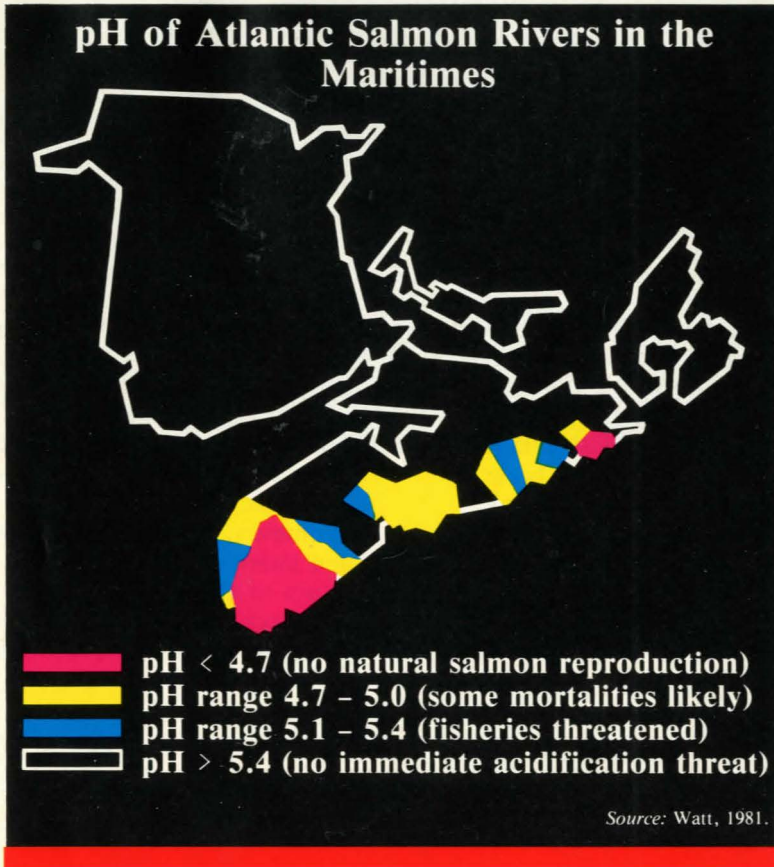 pH of Atlantic Salmon Rivers in the
Maritimes
pH < 4.7 (no natural salmon reproduction)
pH range 4.7 – 5.0 (some mortalities likely)
pH range 5.1 – 5.4 (fisheries threatened)
pH > 5.4 (no immediate acidification threat)
Source: Watt, 1981.